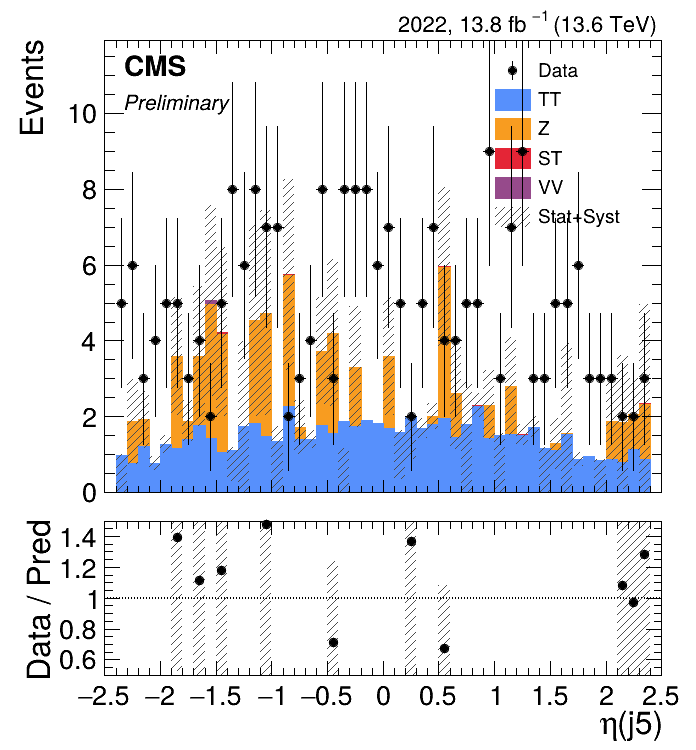 2022, 13.8 fb⁻¹ (13.6 TeV)
Events
CMS
Preliminary
Data
TT
Z
ST
VV
Stat+Syst
10
8
6
4
2
0
Data / Pred
1.4
1.2
1
0.8
0.6
−2.5 −2 −1.5 −1 −0.5 0 0.5 1 1.5 2 2.5
η(j5)